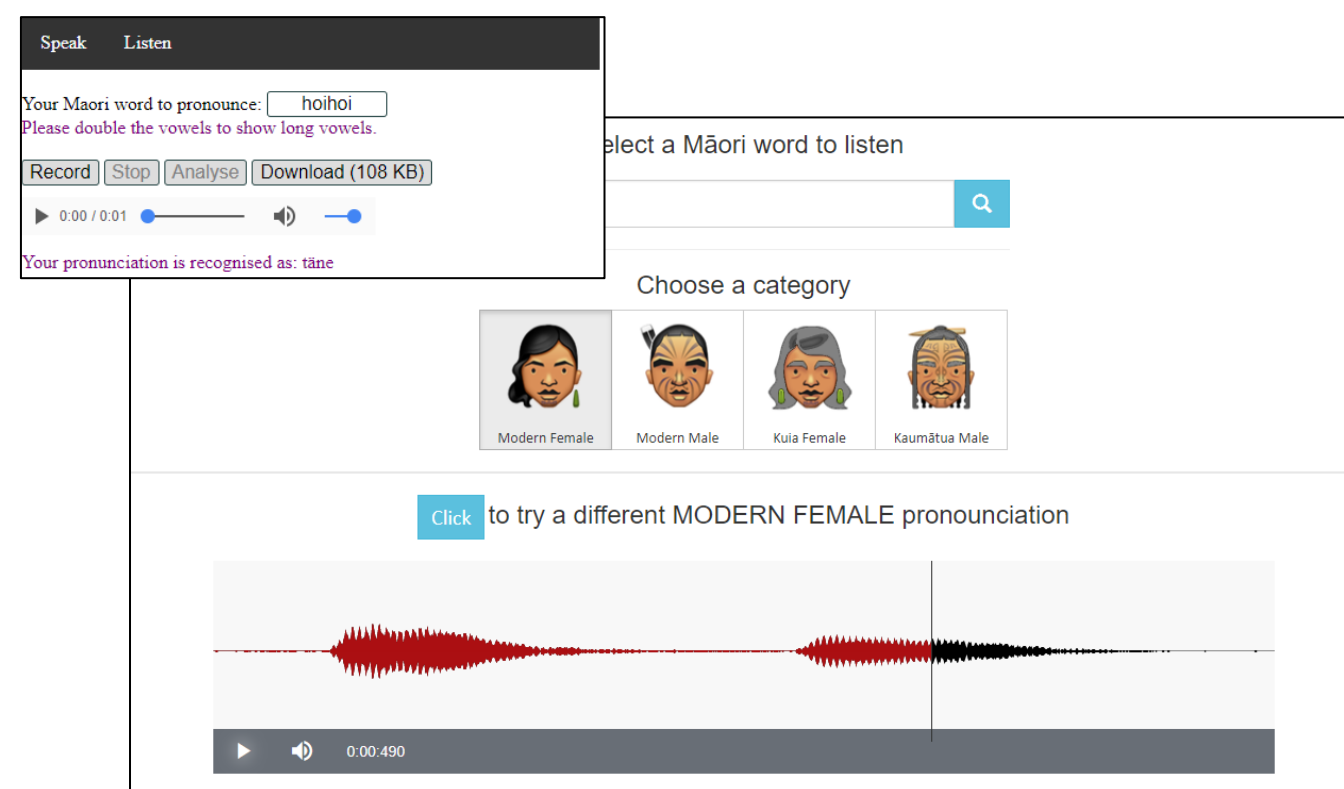 Speak Listen
Your Maori word to pronounce: hoihoi
Please double the vowels to show long vowels.
Record Stop Analyse Download (108 KB)
0:00 / 0:01
Your pronunciation is recognised as: täne
elect a Māori word to listen
Choose a category
Modern Female Modern Male Kuia Female Kaumātua Male
Click to try a different MODERN FEMALE pronounciation
0:00:490